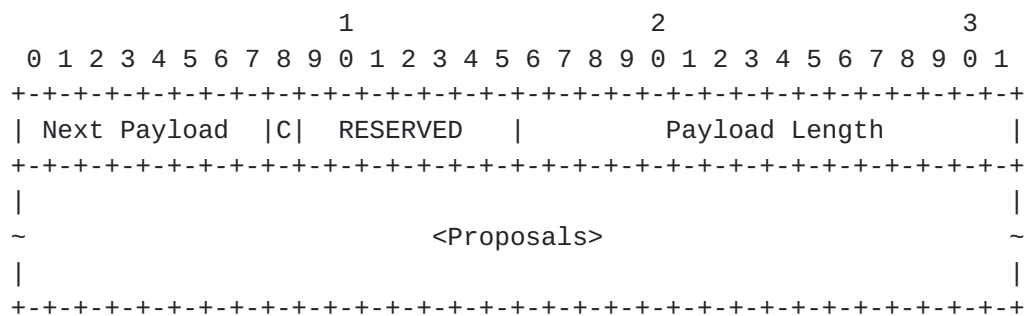 1                   2                   3
 0 1 2 3 4 5 6 7 8 9 0 1 2 3 4 5 6 7 8 9 0 1 2 3 4 5 6 7 8 9 0 1
+-+-+-+-+-+-+-+-+-+-+-+-+-+-+-+-+-+-+-+-+-+-+-+-+-+-+-+-+-+-+-+-+
| Next Payload  |C|  RESERVED   |         Payload Length        |
+-+-+-+-+-+-+-+-+-+-+-+-+-+-+-+-+-+-+-+-+-+-+-+-+-+-+-+-+-+-+-+-+
|                                                               |
~                          <Proposals>                          ~
|                                                               |
+-+-+-+-+-+-+-+-+-+-+-+-+-+-+-+-+-+-+-+-+-+-+-+-+-+-+-+-+-+-+-+-+